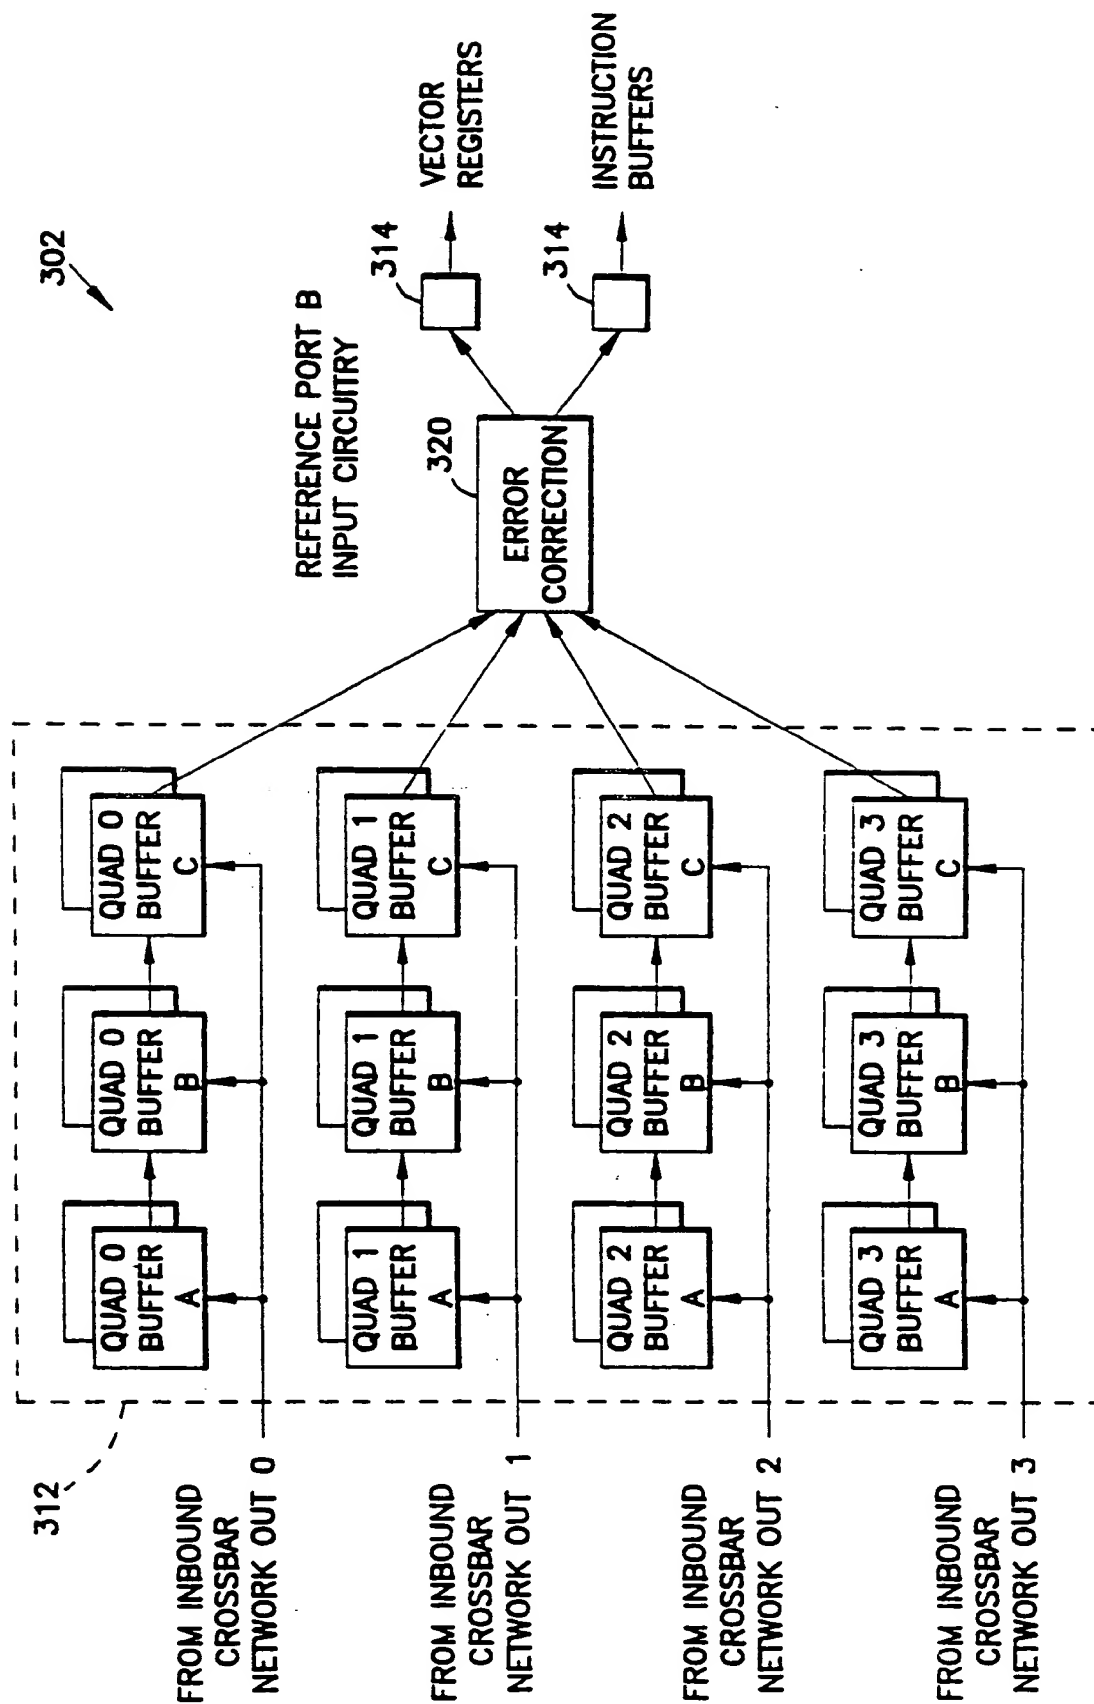 302
REFERENCE PORT B
INPUT CIRCUITRY
312
FROM INBOUND
CROSSBAR
NETWORK OUT 0
QUAD 0
BUFFER
A
QUAD 0
BUFFER
B
QUAD 0
BUFFER
C
FROM INBOUND
CROSSBAR
NETWORK OUT 1
QUAD 1
BUFFER
A
QUAD 1
BUFFER
B
QUAD 1
BUFFER
C
FROM INBOUND
CROSSBAR
NETWORK OUT 2
QUAD 2
BUFFER
A
QUAD 2
BUFFER
B
QUAD 2
BUFFER
C
FROM INBOUND
CROSSBAR
NETWORK OUT 3
QUAD 3
BUFFER
A
QUAD 3
BUFFER
B
QUAD 3
BUFFER
C
320
ERROR
CORRECTION
314
VECTOR
REGISTERS
314
INSTRUCTION
BUFFERS